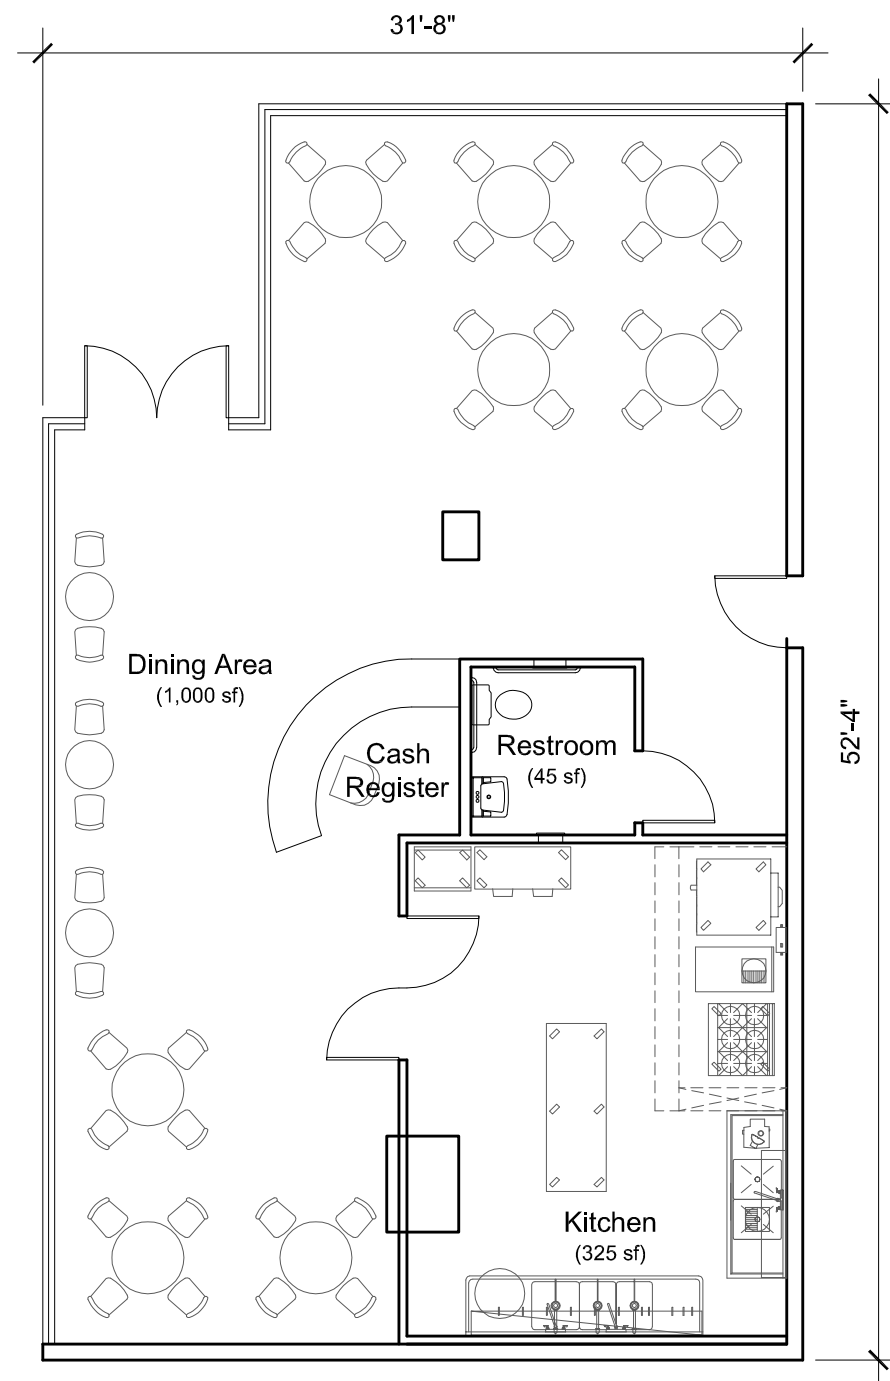 31'-8"
52'-4"
Dining Area
(1,000 sf)
Cash
Register
Restroom
(45 sf)
Kitchen
(325 sf)